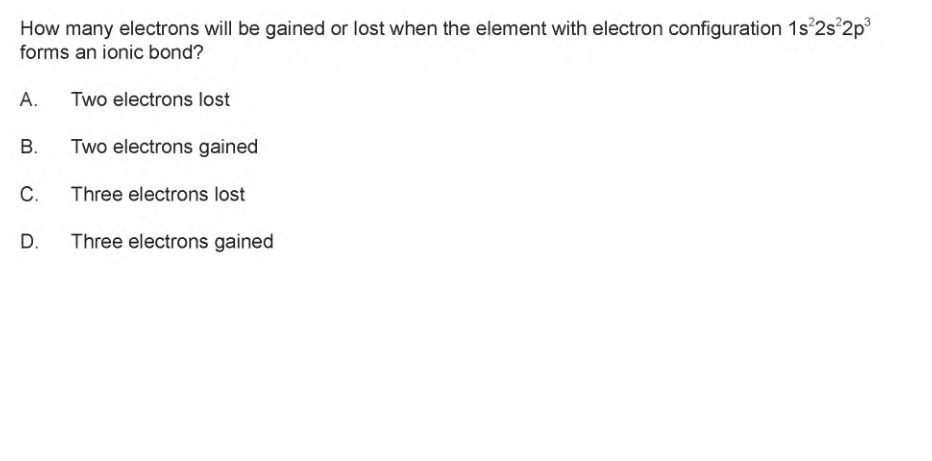 How many electrons will be gained or lost when the element with electron configuration 1s²2s²2p³
forms an ionic bond?
A. Two electrons lost
B. Two electrons gained
C. Three electrons lost
D. Three electrons gained